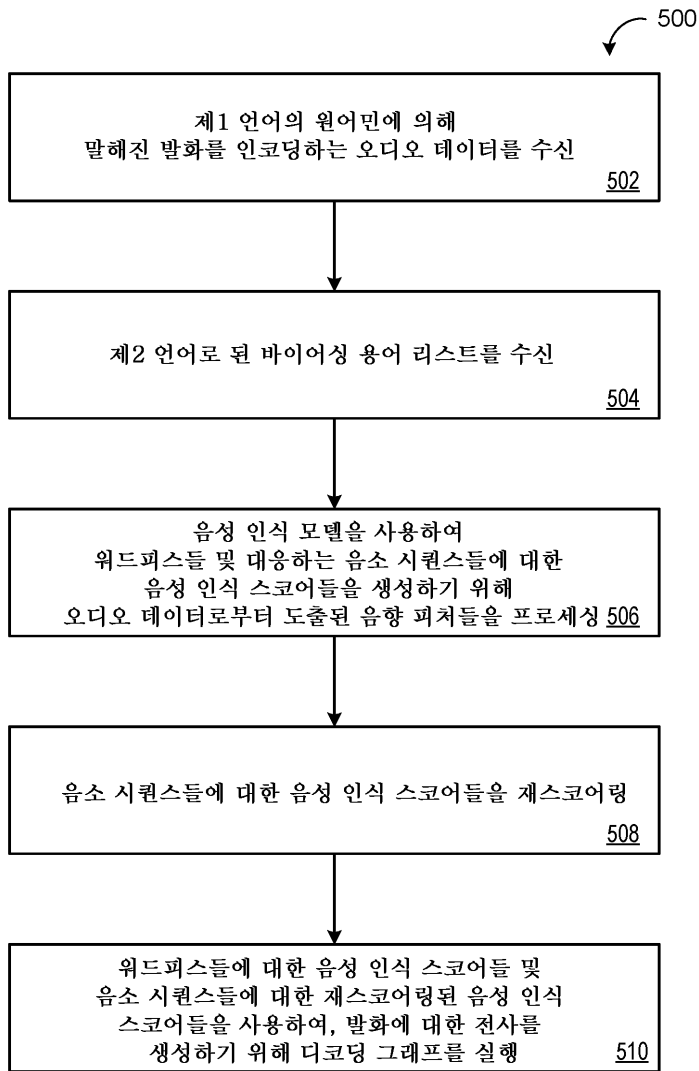 500
제1 언어의 원어민에 의해
말해진 발화를 인코딩하는 오디오 데이터를 수신
502
제2 언어로 된 바이어싱 용어 리스트를 수신
504
음성 인식 모델을 사용하여
워드피스들 및 대응하는 음소 시퀀스들에 대한
음성 인식 스코어들을 생성하기 위해
오디오 데이터로부터 도출된 음향 피처들을 프로세싱 506
음소 시퀀스들에 대한 음성 인식 스코어들을 재스코어링
508
워드피스들에 대한 음성 인식 스코어들 및
음소 시퀀스들에 대한 재스코어링된 음성 인식
스코어들을 사용하여, 발화에 대한 전사를
생성하기 위해 디코딩 그래프를 실행 510